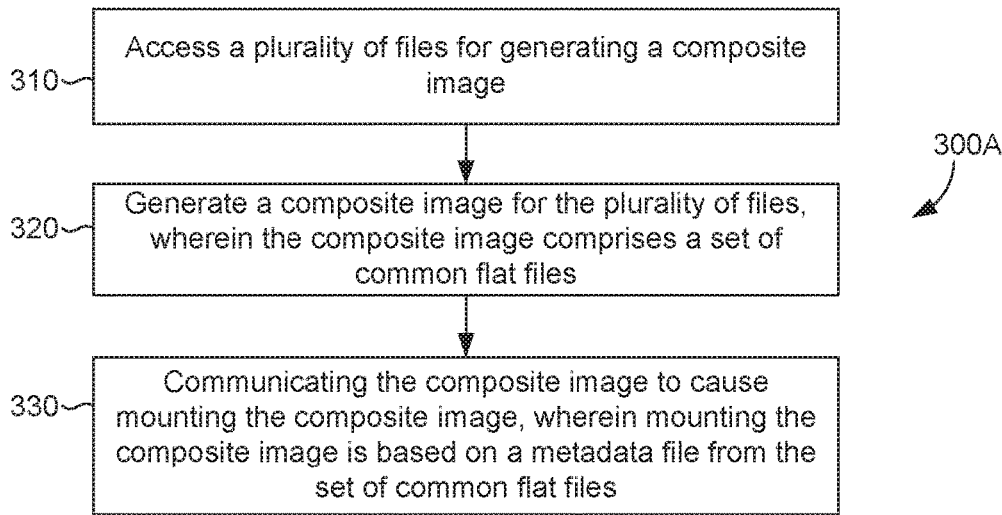 Access a plurality of files for generating a composite
image
310
300A
Generate a composite image for the plurality of files,
wherein the composite image comprises a set of
common flat files
320
Communicating the composite image to cause
mounting the composite image, wherein mounting the
composite image is based on a metadata file from the
set of common flat files
330